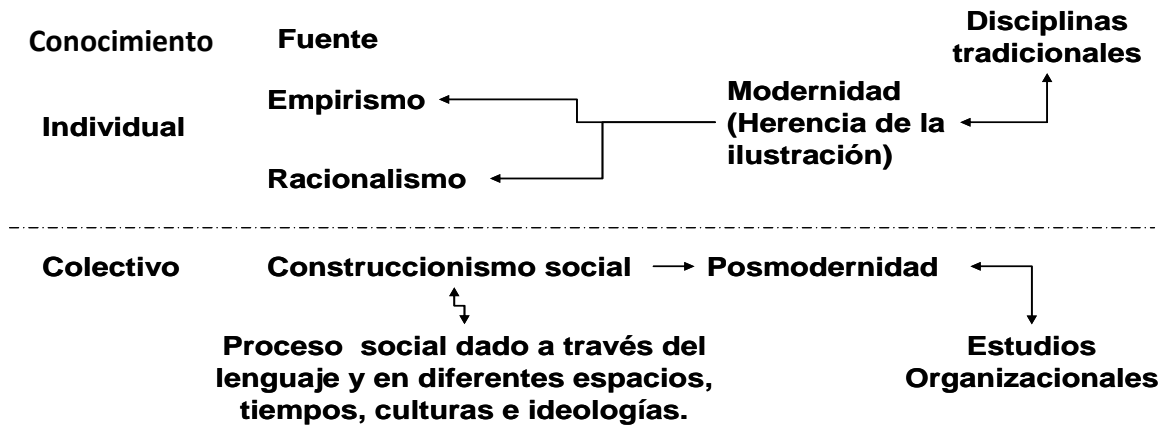 Conocimiento
Fuente
Disciplinas
tradicionales
Individual
Empirismo
Racionalismo
Modernidad
(Herencia de la
ilustración)
Colectivo
Construccionismo social
Posmodernidad
Proceso social dado a través del
lenguaje y en diferentes espacios,
tiempos, culturas e ideologías.
Estudios
Organizacionales